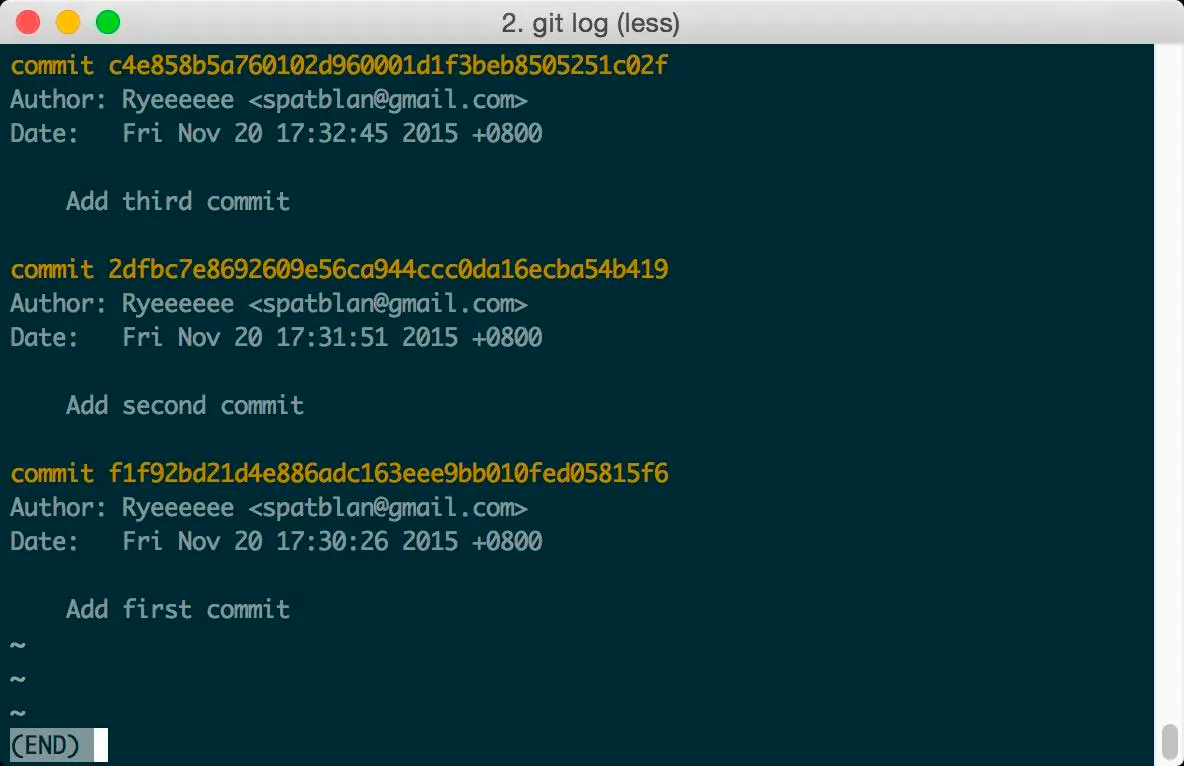 2. git log (less)
commit c4e858b5a760102d960001d1f3beb8505251c02f
Author: Ryeeeeee <spatblan@gmail.com>
Date:   Fri Nov 20 17:32:45 2015 +0800
    Add third commit
commit 2dfbc7e8692609e56ca944ccc0da16ecba54b419
Author: Ryeeeeee <spatblan@gmail.com>
Date:   Fri Nov 20 17:31:51 2015 +0800
    Add second commit
commit f1f92bd21d4e886adc163eee9bb010fed05815f6
Author: Ryeeeeee <spatblan@gmail.com>
Date:   Fri Nov 20 17:30:26 2015 +0800
    Add first commit
~
~
~
(END)